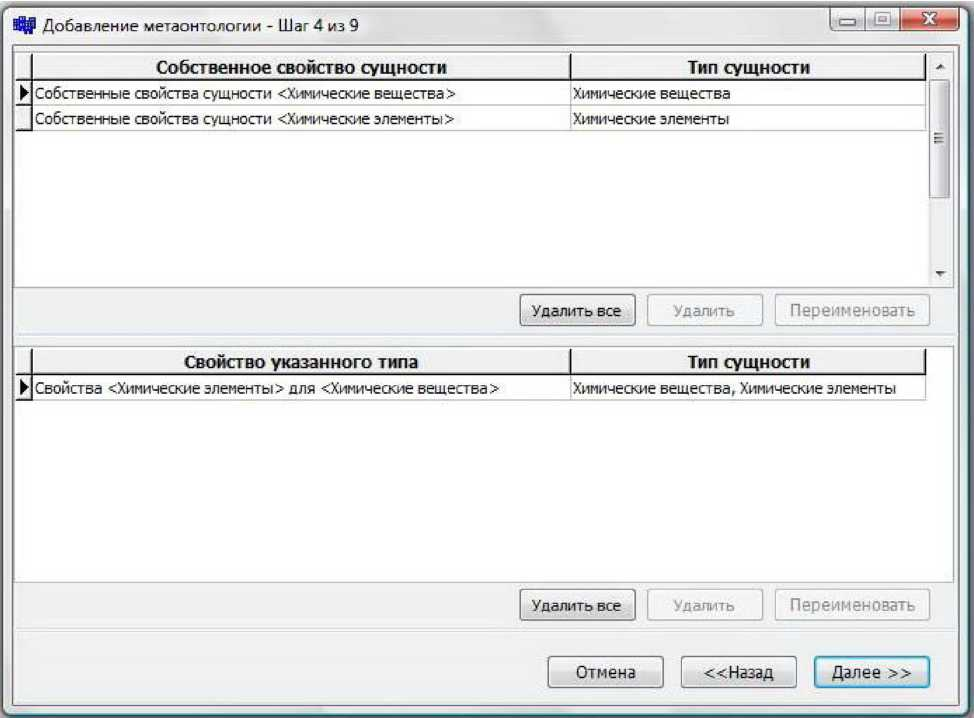 Добавление метаонтологии - Шаг 4 из 9
Собственное свойство сущности Тип сущности
Собственные свойства сущности <Химические вещества> Химические вещества
Собственные свойства сущности <Химические элементы> Химические элементы
Удалить все Удалить Переименовать
Свойство указанного типа Тип сущности
Свойства <Химические элементы> для <Химические вещества> Химические вещества, Химические элементы
Удалить все Удалить Переименовать
Отмена <<Назад Далее >>